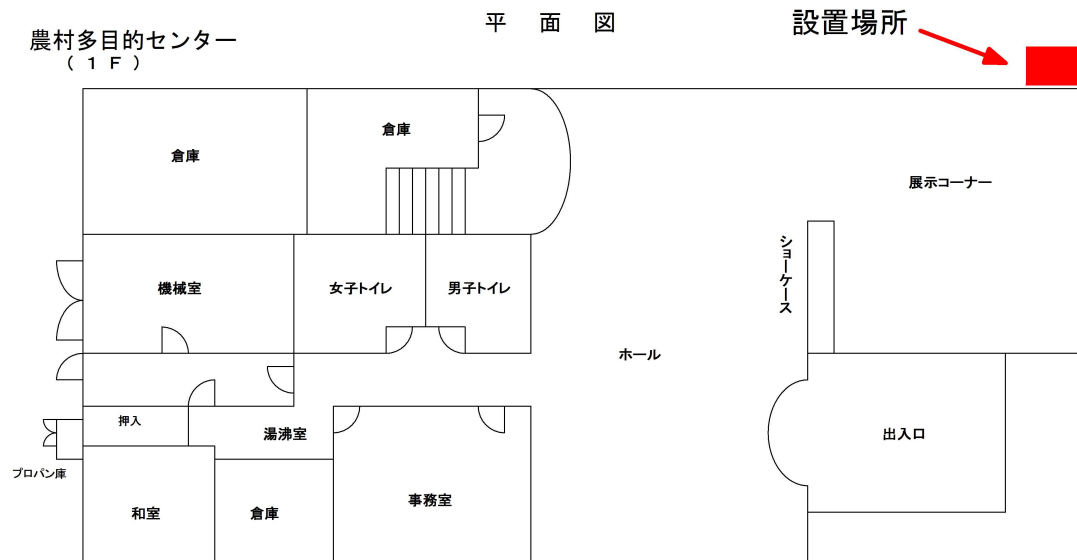 平面図
設置場所
農村多目的センター
(1F)
倉庫
倉庫
展示コーナー
ショーケース
機械室
女子トイレ
男子トイレ
ホール
押入
湯沸室
出入口
プロパン庫
和室
倉庫
事務室